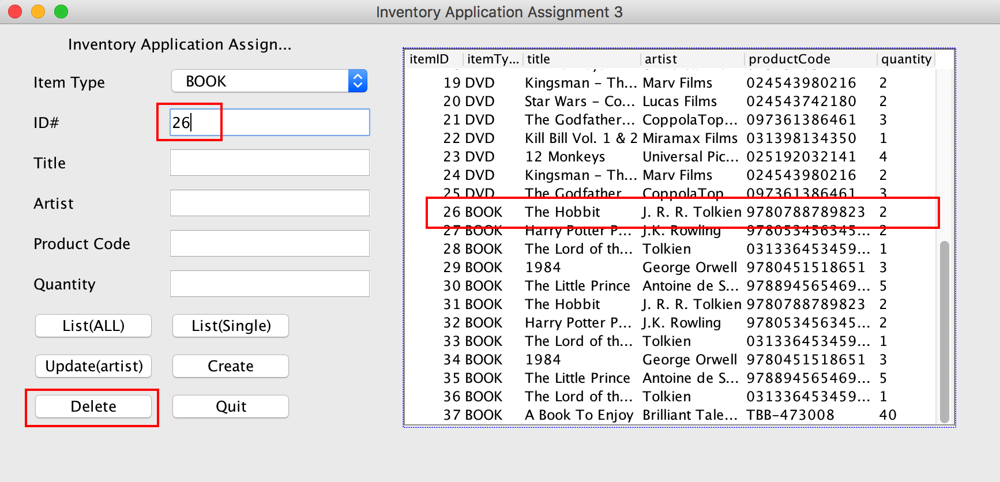 Inventory Application Assignment 3
Inventory Application Assign...
Item Type BOOK
ID# 26
Title
Artist
Product Code
Quantity
List(ALL) List(Single)
Update(artist) Create
Delete Quit
itemID itemTy... title artist productCode quantity
19 DVD Kingsman - Th... Marv Films 024543980216 2
20 DVD Star Wars - Co... Lucas Films 024543742180 2
21 DVD The Godfather... CoppolaTop... 097361386461 3
22 DVD Kill Bill Vol. 1 & 2 Miramax Films 031398134350 1
23 DVD 12 Monkeys Universal Pic... 025192032141 4
24 DVD Kingsman - Th... Marv Films 024543980216 2
25 DVD The Godfather... CoppolaTop... 097361386461 3
26 BOOK The Hobbit J. R. R. Tolkien 9780788789823 2
27 BOOK Harry Potter P... J.K. Rowling 978053456345... 2
28 BOOK The Lord of th... Tolkien 031336453459... 1
29 BOOK 1984 George Orwell 9780451518651 3
30 BOOK The Little Prince Antoine de S... 978894565469... 5
31 BOOK The Hobbit J. R. R. Tolkien 9780788789823 2
32 BOOK Harry Potter P... J.K. Rowling 978053456345... 2
33 BOOK The Lord of th... Tolkien 031336453459... 1
34 BOOK 1984 George Orwell 9780451518651 3
35 BOOK The Little Prince Antoine de S... 978894565469... 5
36 BOOK The Lord of th... Tolkien 031336453459... 1
37 BOOK A Book To Enjoy Brilliant Tale... TBB-473008 40